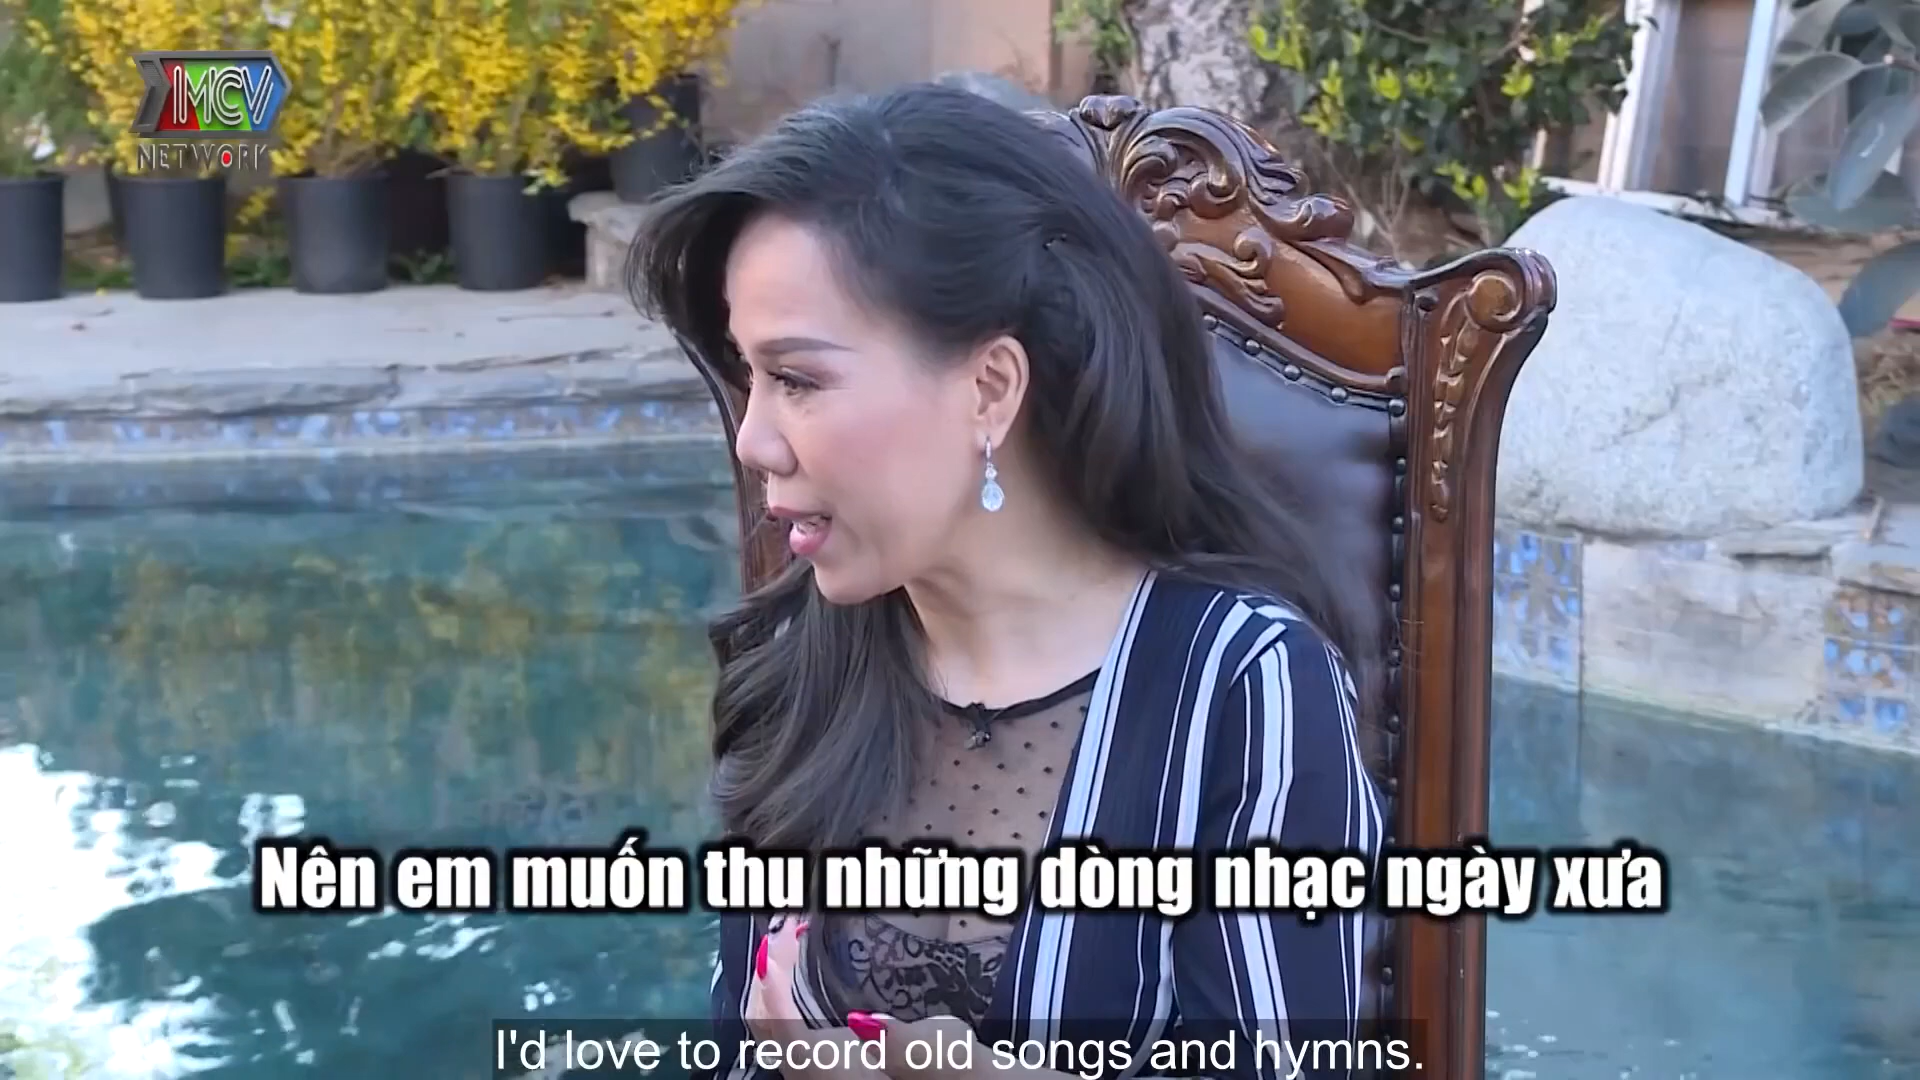 MCV
NETWORK
Nên em muốn thu những dòng nhạc ngày xưa
I'd love to record old songs and hymns.